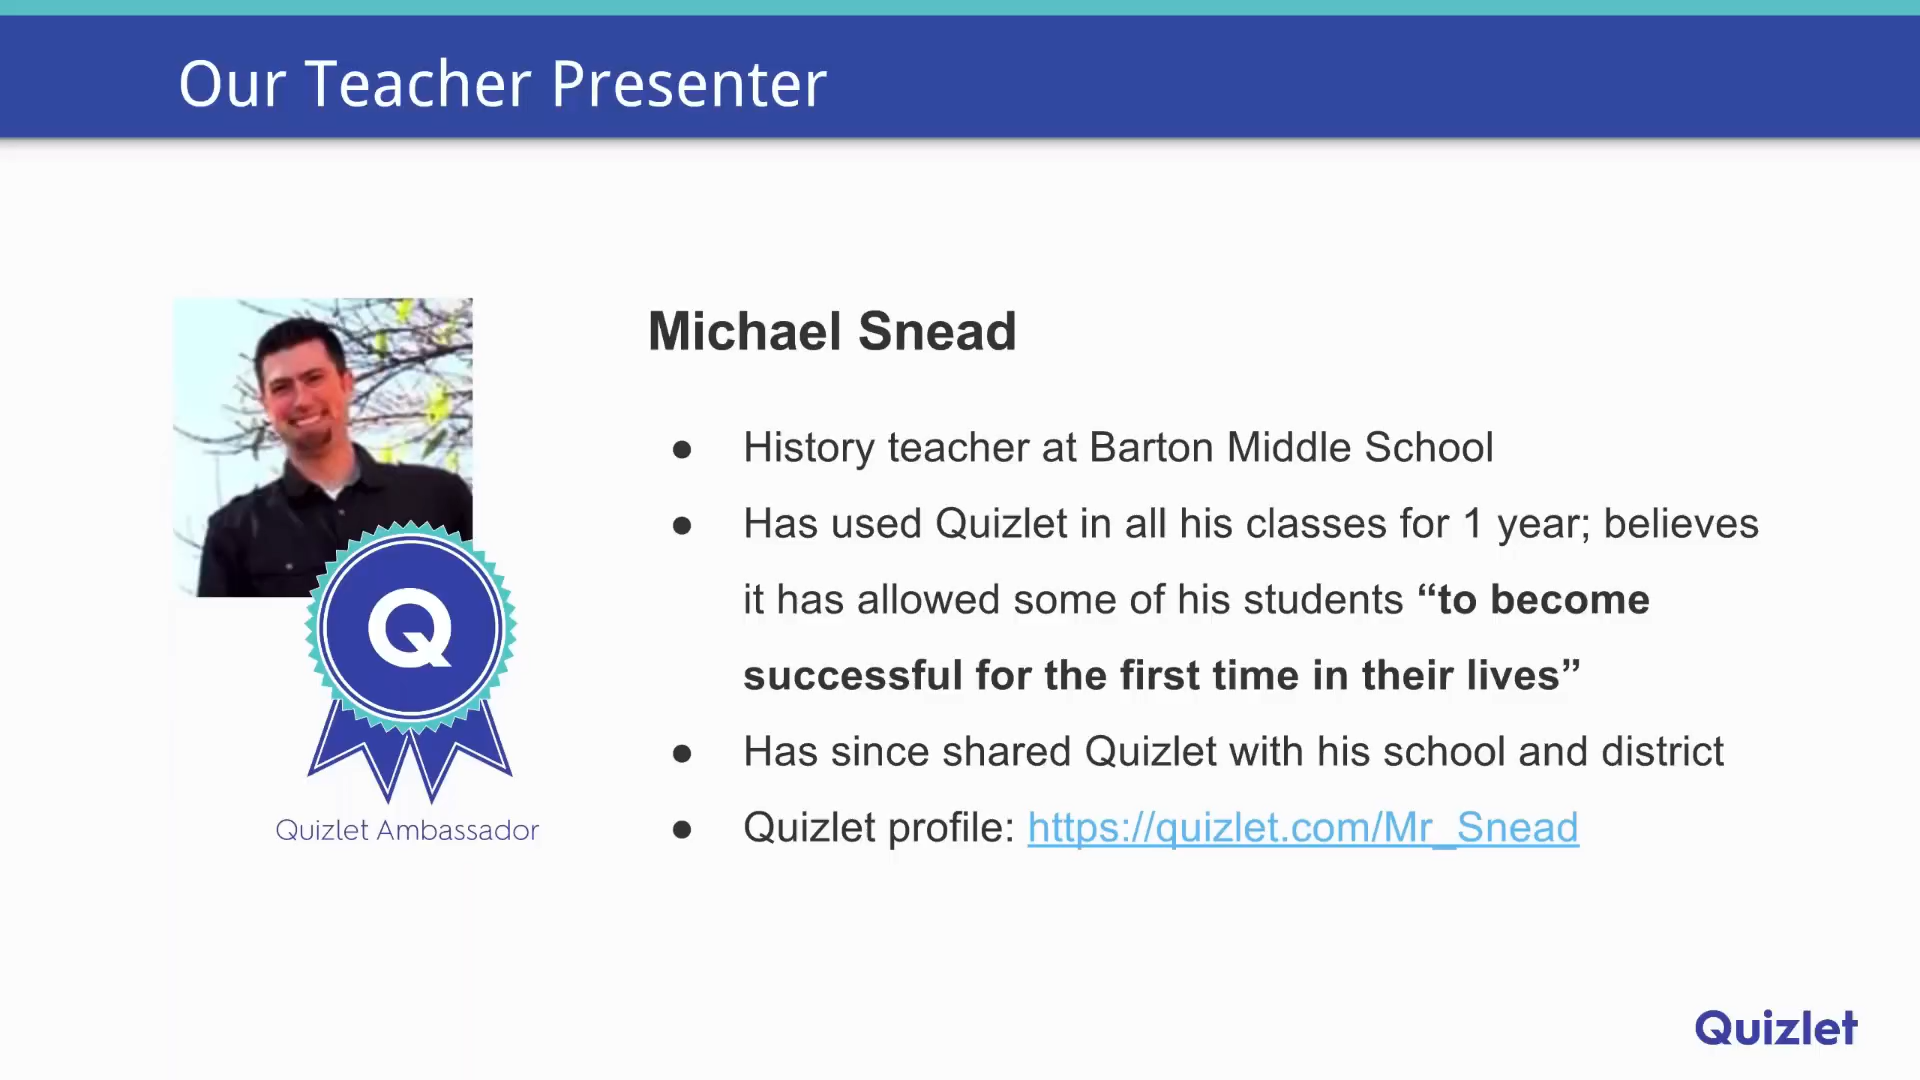 Our Teacher Presenter
Michael Snead
● History teacher at Barton Middle School
● Has used Quizlet in all his classes for 1 year; believes
it has allowed some of his students “to become
successful for the first time in their lives”
● Has since shared Quizlet with his school and district
● Quizlet profile: https://quizlet.com/Mr_Snead
Q
Quizlet Ambassador
Quizlet